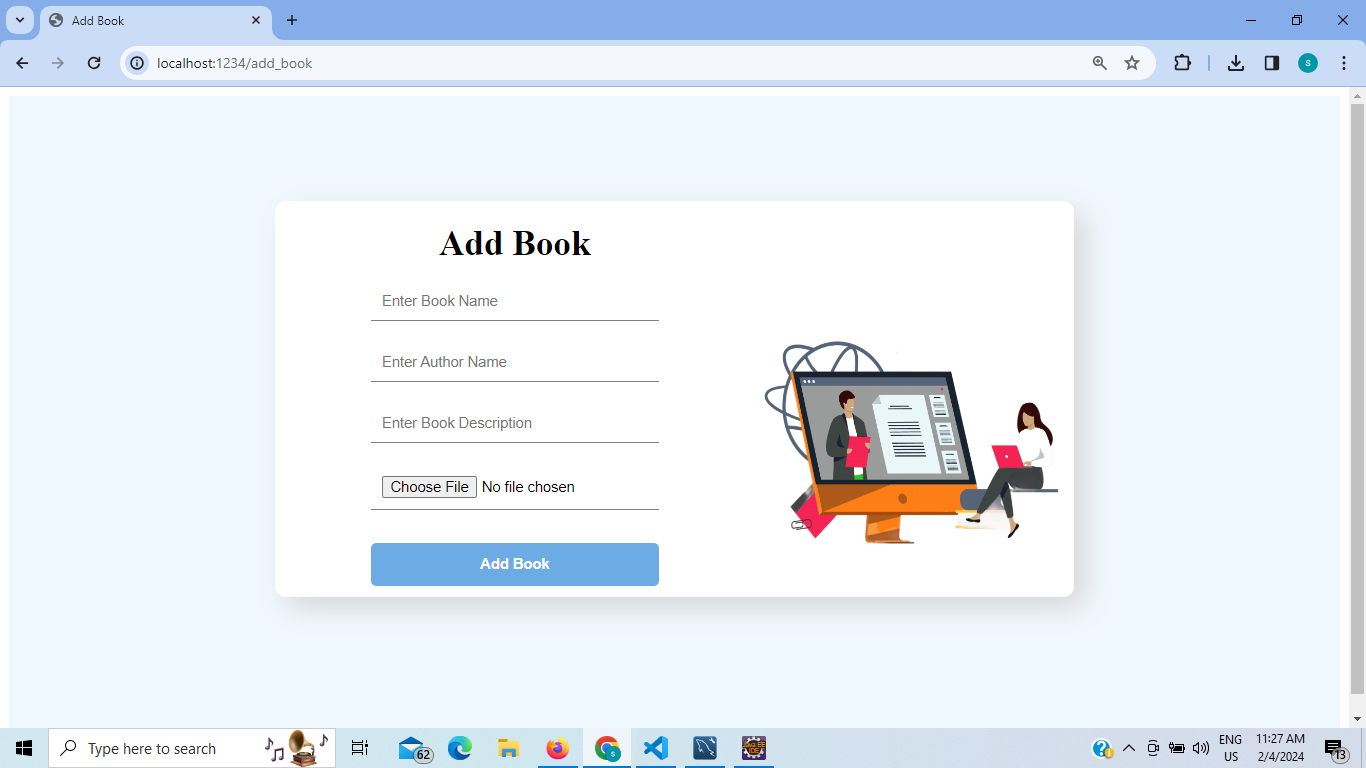 Add Book
localhost:1234/add_book
s
Add Book
Enter Book Name
Enter Author Name
Enter Book Description
Choose File No file chosen
Add Book
Type here to search
62
s
ENG
US
11:27 AM
2/4/2024
13